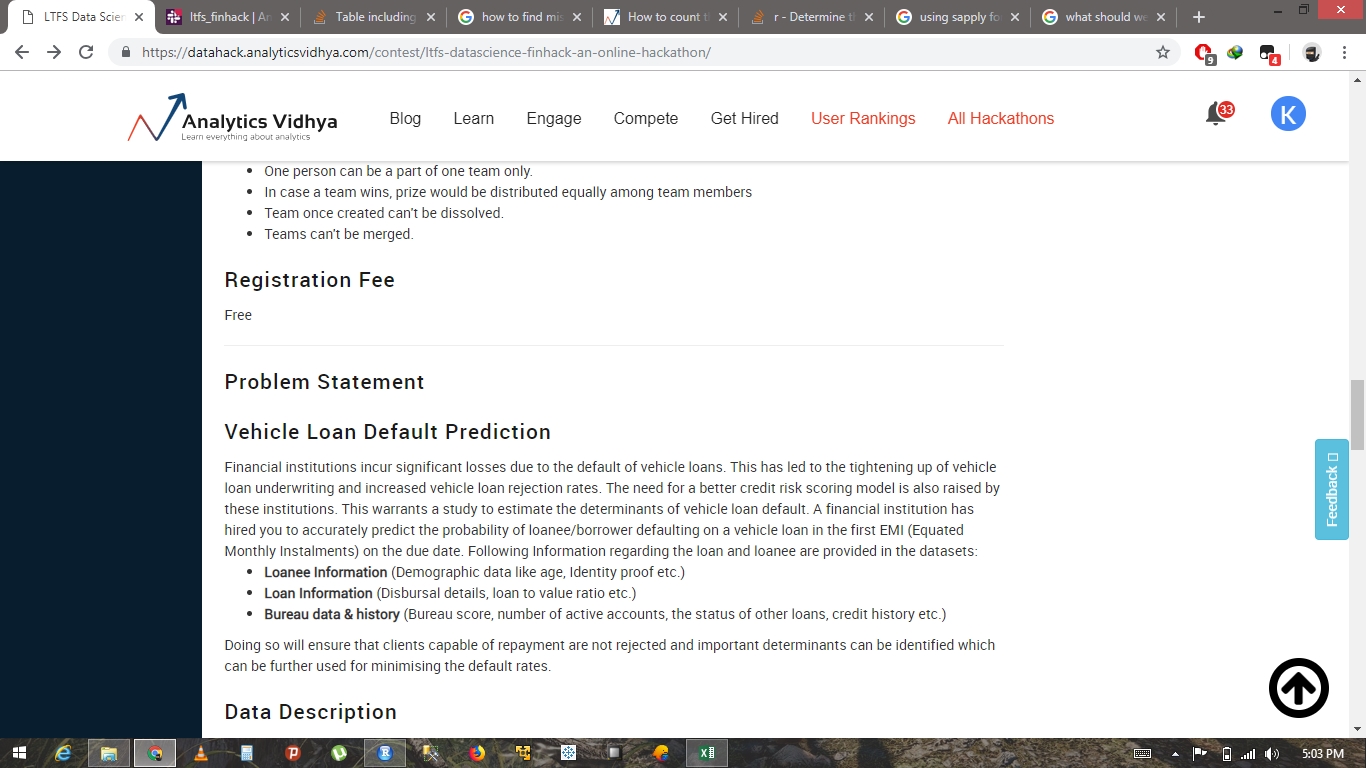 LTFS Data Scien
ltfs_finhack | An
Table including
how to find mis
How to count th
r - Determine th
using sapply fo
what should we
https://datahack.analyticsvidhya.com/contest/ltfs-datascience-finhack-an-online-hackathon/
9
4
Analytics Vidhya
Learn everything about analytics
Blog
Learn
Engage
Compete
Get Hired
User Rankings
All Hackathons
33
K
One person can be a part of one team only.
In case a team wins, prize would be distributed equally among team members
Team once created can't be dissolved.
Teams can't be merged.
Registration Fee
Free
Problem Statement
Vehicle Loan Default Prediction
Financial institutions incur significant losses due to the default of vehicle loans. This has led to the tightening up of vehicle
loan underwriting and increased vehicle loan rejection rates. The need for a better credit risk scoring model is also raised by
these institutions. This warrants a study to estimate the determinants of vehicle loan default. A financial institution has
hired you to accurately predict the probability of loanee/borrower defaulting on a vehicle loan in the first EMI (Equated
Monthly Instalments) on the due date. Following Information regarding the loan and loanee are provided in the datasets:
Loanee Information (Demographic data like age, Identity proof etc.)
Loan Information (Disbursal details, loan to value ratio etc.)
Bureau data & history (Bureau score, number of active accounts, the status of other loans, credit history etc.)
Doing so will ensure that clients capable of repayment are not rejected and important determinants can be identified which
can be further used for minimising the default rates.
Data Description
Feedback
5:03 PM